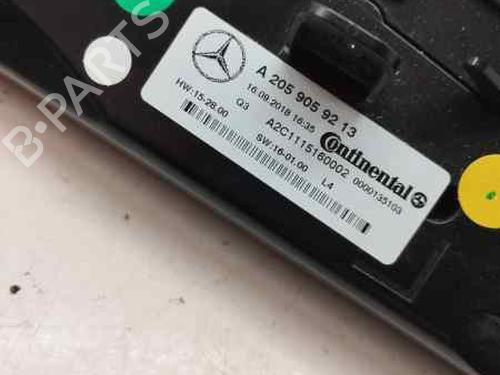 A 205 905 92 13
16.09.2018 16:35
HW:15-28.00
Q3
A2C1115160002
Continental
0000135103
SW:16-01.00
L4
B-PARTS